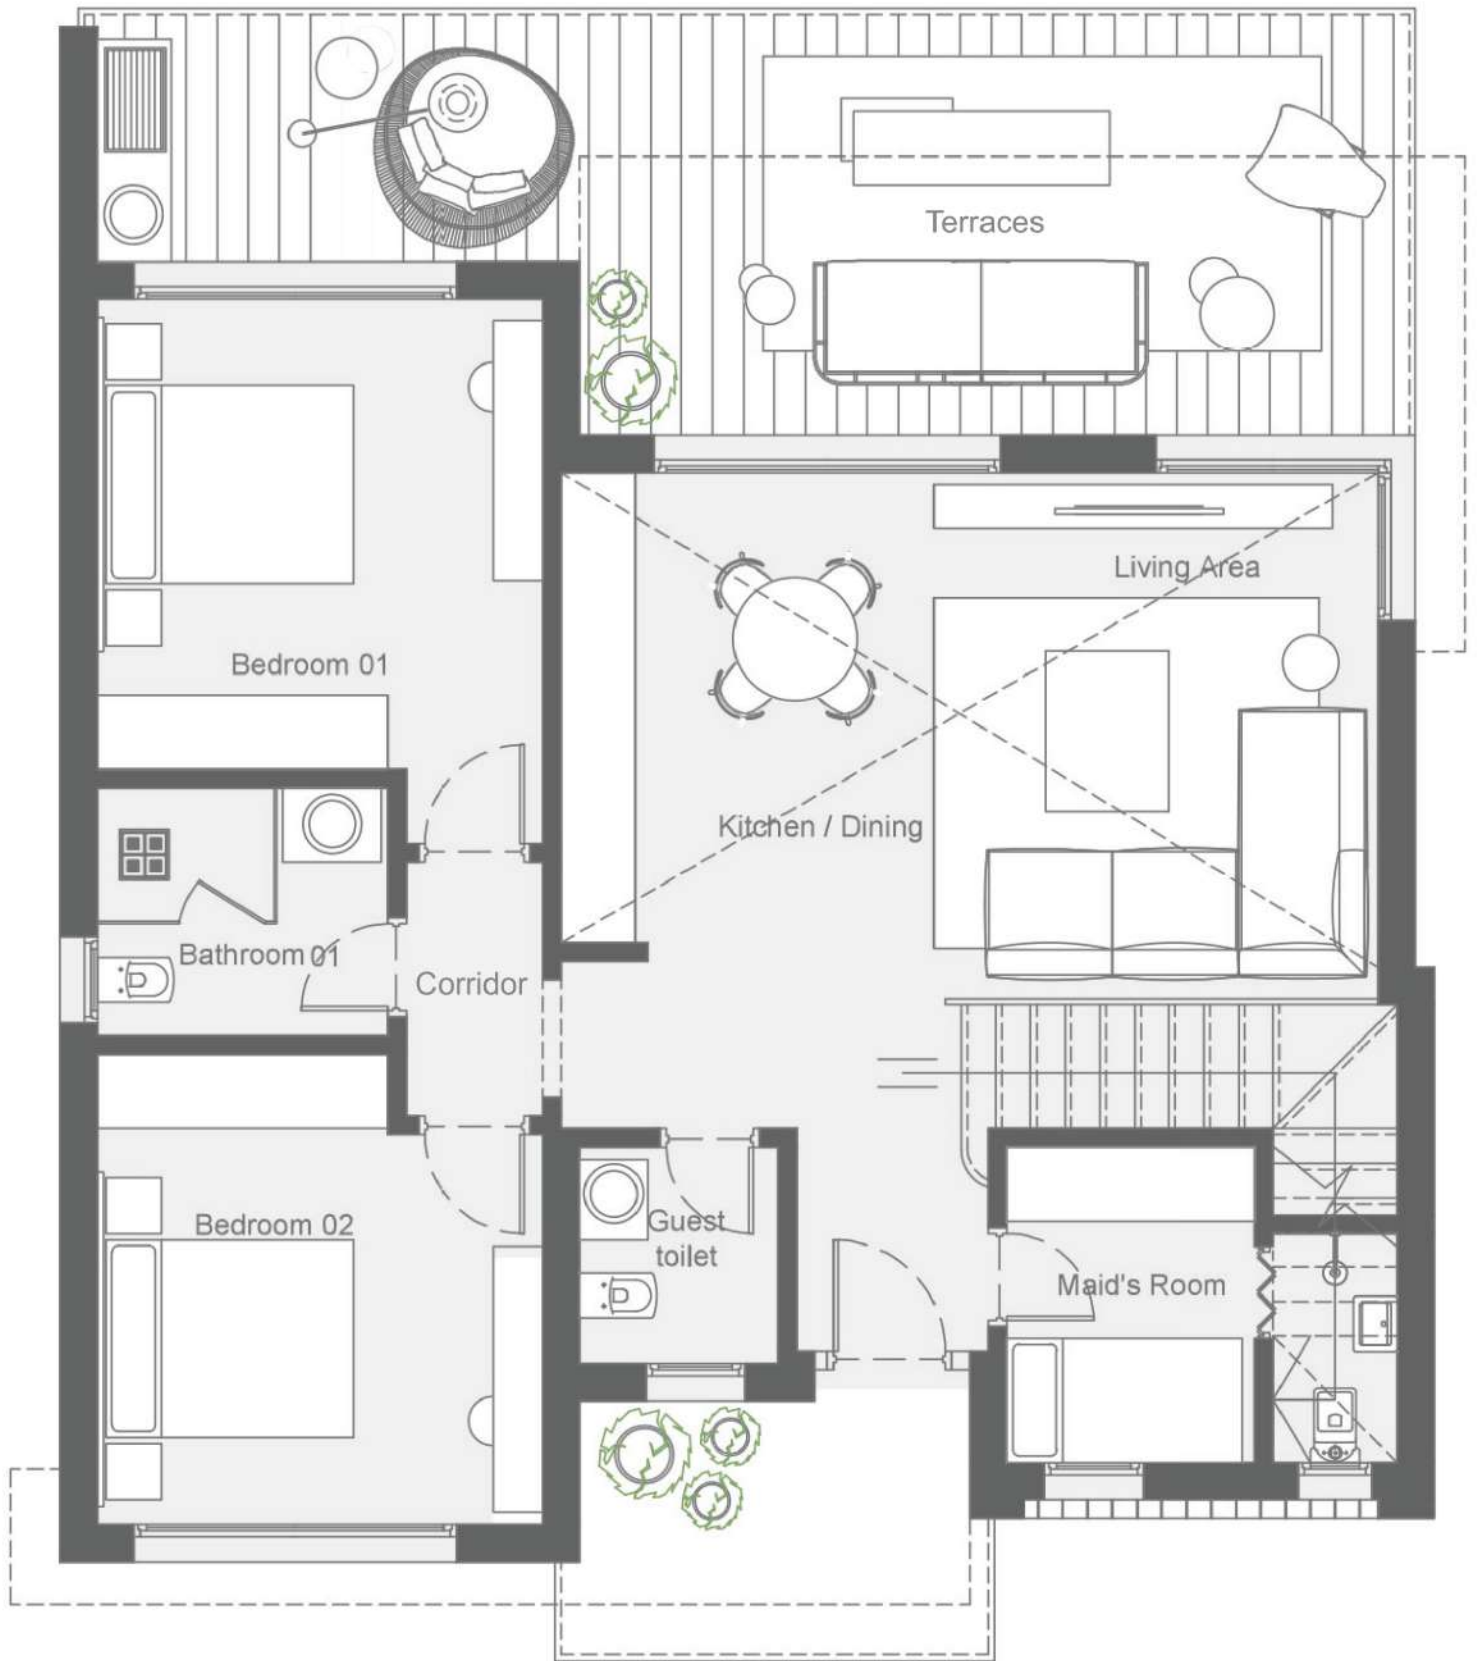 Terraces
Living Area
Bedroom 01
Kitchen / Dining
Bathroom 01
Corridor
Bedroom 02
Guest
toilet
Maid's Room